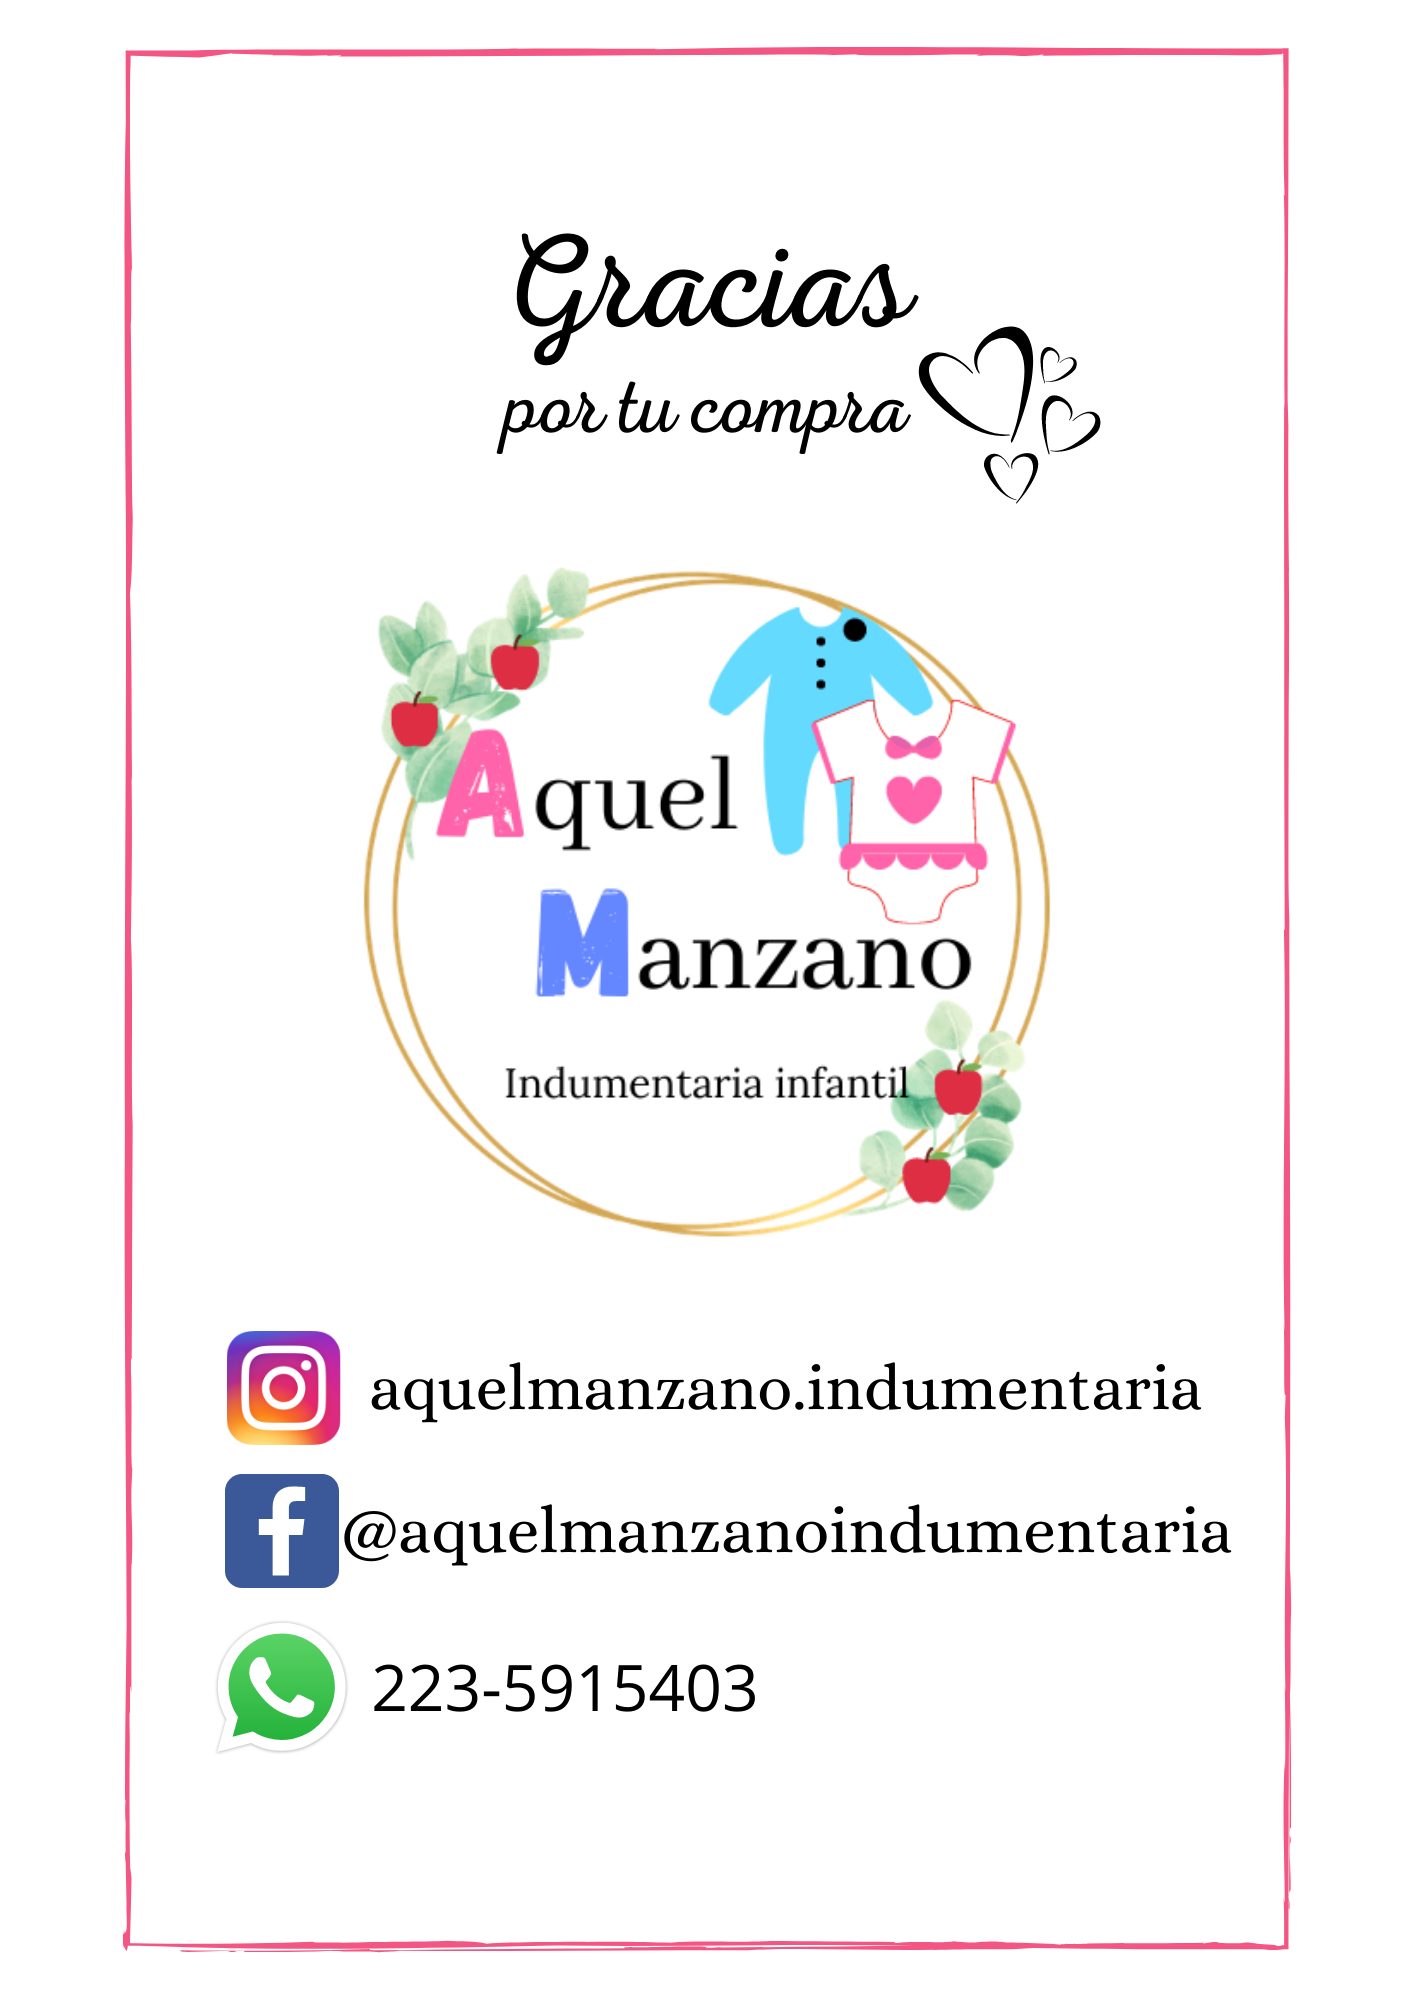 Gracias
por tu compra
Aquel
Manzano
Indumentaria infantil
aquelmanzano.indumentaria
@aquelmanzanoindumentaria
223-5915403